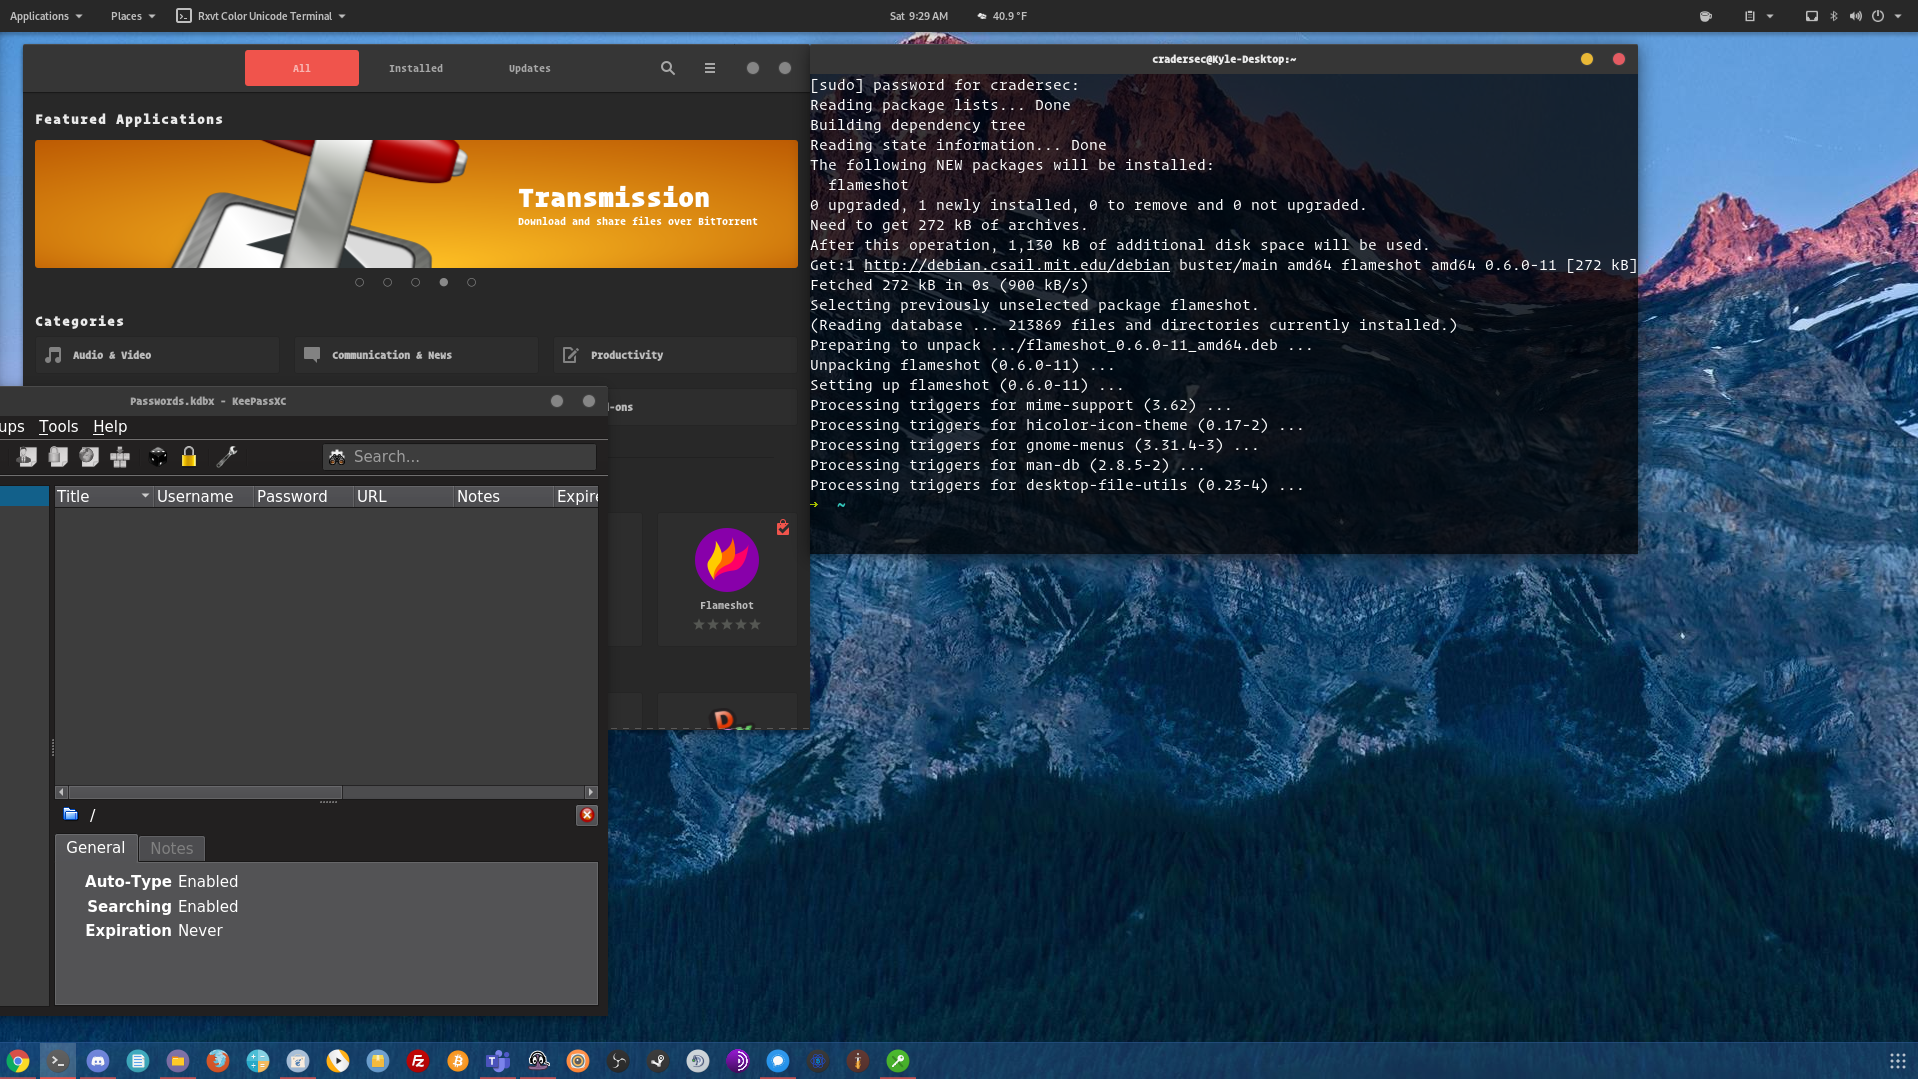 Applications
Places
Rxvt Color Unicode Terminal
Sat 9:29 AM
40.9 °F
All
Installed
Updates
Featured Applications
Transmission
Download and share files over BitTorrent
Categories
Audio & Video
Communication & News
Productivity
-ons
Flameshot
Passwords.kdbx - KeePassXC
ups Tools Help
Search...
Title Username Password URL Notes Expire
/
General Notes
Auto-Type Enabled
Searching Enabled
Expiration Never
cradersec@Kyle-Desktop:~
[sudo] password for cradersec:
Reading package lists... Done
Building dependency tree
Reading state information... Done
The following NEW packages will be installed:
flameshot
0 upgraded, 1 newly installed, 0 to remove and 0 not upgraded.
Need to get 272 kB of archives.
After this operation, 1,130 kB of additional disk space will be used.
Get:1 http://debian.csail.mit.edu/debian buster/main amd64 flameshot amd64 0.6.0-11 [272 kB]
Fetched 272 kB in 0s (900 kB/s)
Selecting previously unselected package flameshot.
(Reading database ... 213869 files and directories currently installed.)
Preparing to unpack .../flameshot_0.6.0-11_amd64.deb ...
Unpacking flameshot (0.6.0-11) ...
Setting up flameshot (0.6.0-11) ...
Processing triggers for mime-support (3.62) ...
Processing triggers for hicolor-icon-theme (0.17-2) ...
Processing triggers for gnome-menus (3.31.4-3) ...
Processing triggers for man-db (2.8.5-2) ...
Processing triggers for desktop-file-utils (0.23-4) ...
→ ~